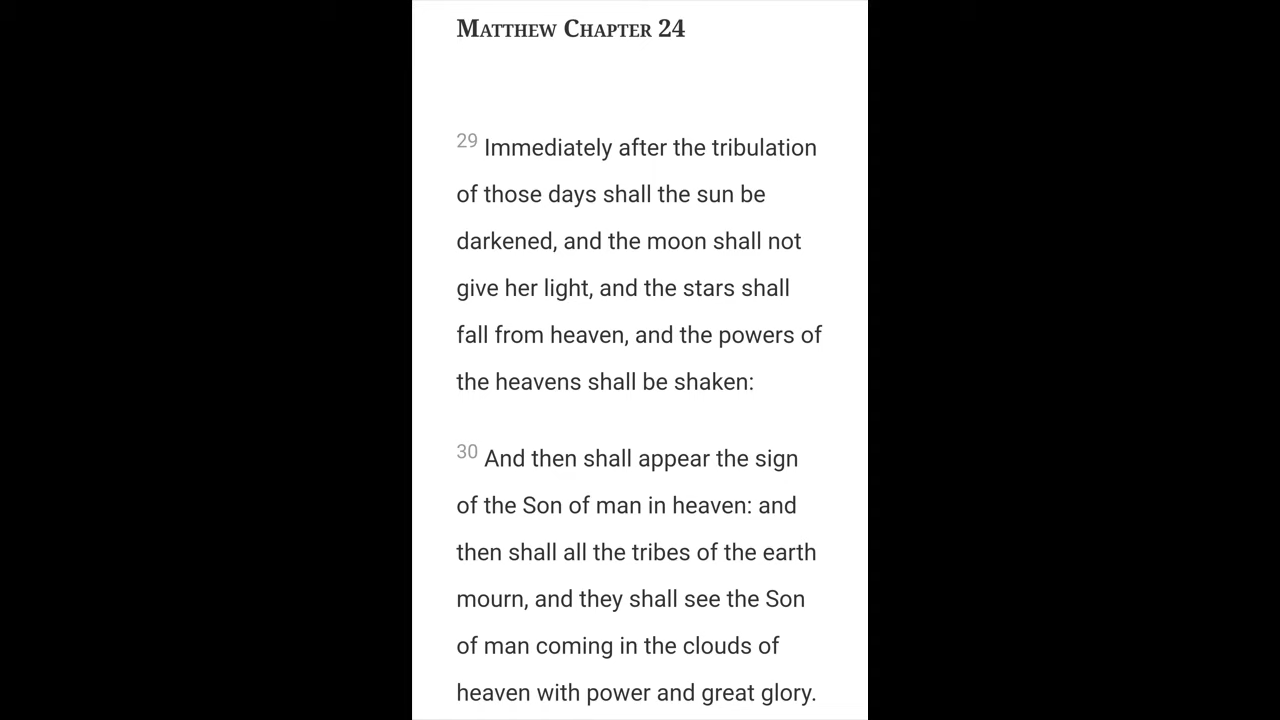 Matthew Chapter 24
29 Immediately after the tribulation
of those days shall the sun be
darkened, and the moon shall not
give her light, and the stars shall
fall from heaven, and the powers of
the heavens shall be shaken:
30 And then shall appear the sign
of the Son of man in heaven: and
then shall all the tribes of the earth
mourn, and they shall see the Son
of man coming in the clouds of
heaven with power and great glory.